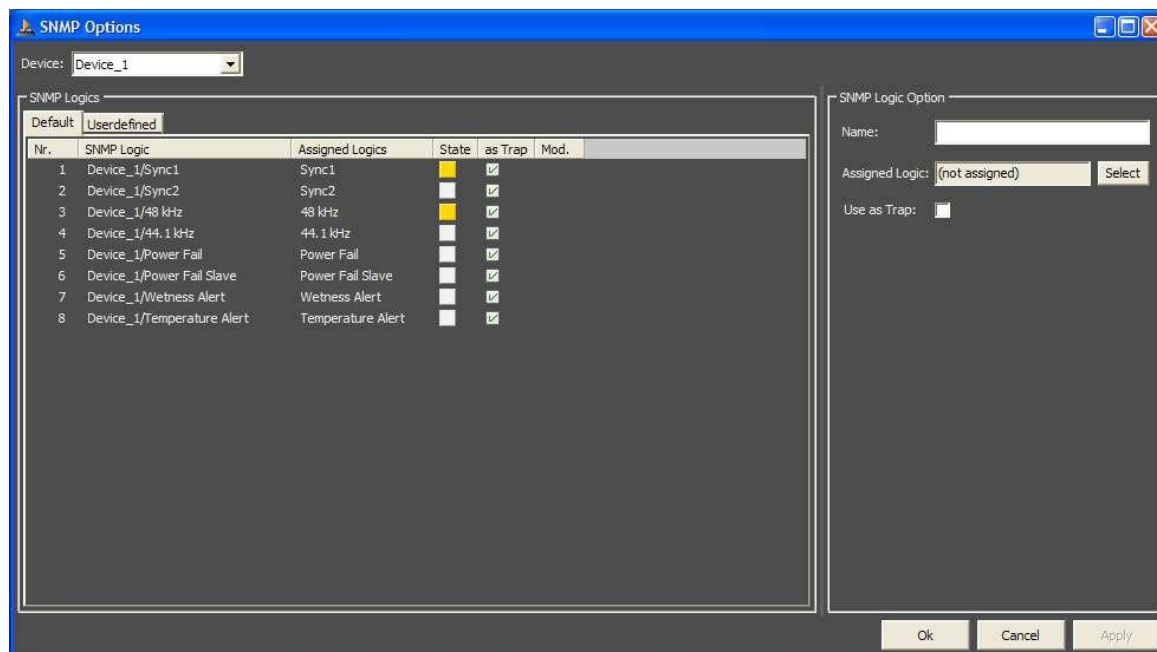 SNMP Options
Device: Device_1
SNMP Logics
Default Userdefined
Nr. SNMP Logic Assigned Logics State as Trap Mod.
1 Device_1/Sync1 Sync1
2 Device_1/Sync2 Sync2
3 Device_1/48 kHz 48 kHz
4 Device_1/44.1 kHz 44.1 kHz
5 Device_1/Power Fail Power Fail
6 Device_1/Power Fail Slave Power Fail Slave
7 Device_1/Wetness Alert Wetness Alert
8 Device_1/Temperature Alert Temperature Alert
SNMP Logic Option
Name:
Assigned Logic: (not assigned) Select
Use as Trap:
Ok Cancel Apply